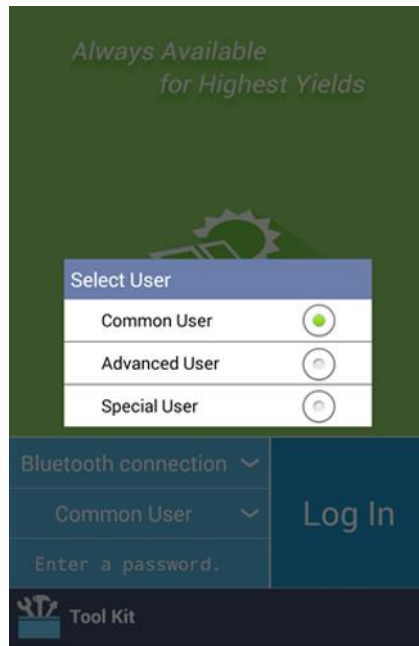 Always Available
for Highest Yields
Select User
Common User
Advanced User
Special User
Bluetooth connection
Common User
Log In
Enter a password.
Tool Kit